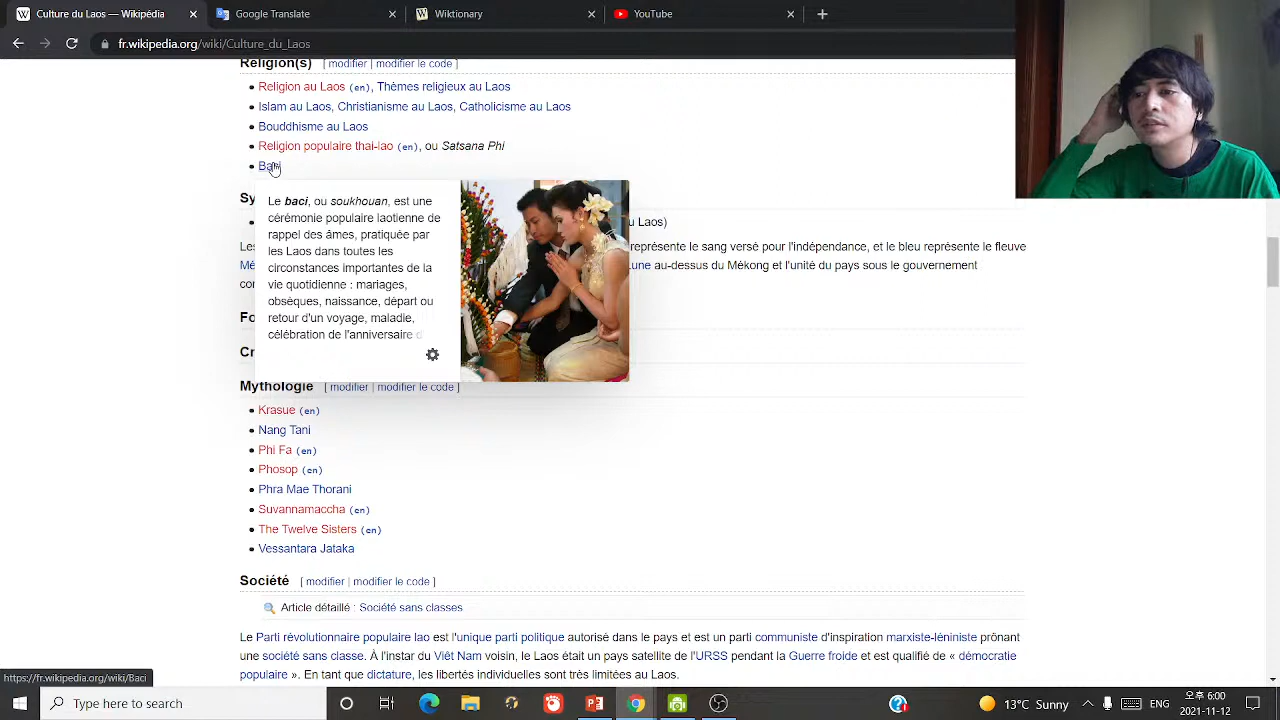 Culture du Laos — Wikipédia
Google Translate
Wiktionary
YouTube
fr.wikipedia.org/wiki/Culture_du_Laos
Religion(s) [ modifier | modifier le code ]
Religion au Laos (en), Thèmes religieux au Laos
Islam au Laos, Christianisme au Laos, Catholicisme au Laos
Bouddhisme au Laos
Religion populaire thai-lao (en), ou Satsana Phi
Le baci, ou soukhouan, est une
cérémonie populaire laotienne de
rappel des âmes, pratiquée par
les Laos dans toutes les
circonstances importantes de la
vie quotidienne : mariages,
obsèques, naissance, départ ou
retour d'un voyage, maladie,
célébration de l'anniversaire
Sy
u Laos)
Les
représente le sang versé pour l'indépendance, et le bleu représente le fleuve
Mé
une au-dessus du Mékong et l'unité du pays sous le gouvernement
Fo
Mythologie [ modifier | modifier le code ]
Krasue (en)
Nang Tani
Phi Fa (en)
Phosop (en)
Phra Mae Thorani
Suvannamaccha (en)
The Twelve Sisters (en)
Vessantara Jataka
Société [ modifier | modifier le code ]
Article détaillé : Société sans classes
Le Parti révolutionnaire populaire lao est l'unique parti politique autorisé dans le pays et est un parti communiste d'inspiration marxiste-léniniste prônant
une société sans classe. À l'instar du Viêt Nam voisin, le Laos était un pays satellite de l'URSS pendant la Guerre froide et est qualifié de « démocratie
populaire ». En tant que dictature, les libertés individuelles sont très limitées au Laos.
https://fr.wikipedia.org/wiki/Baci
Type here to search
13°C Sunny
ENG
오후 6:00
2021-11-12